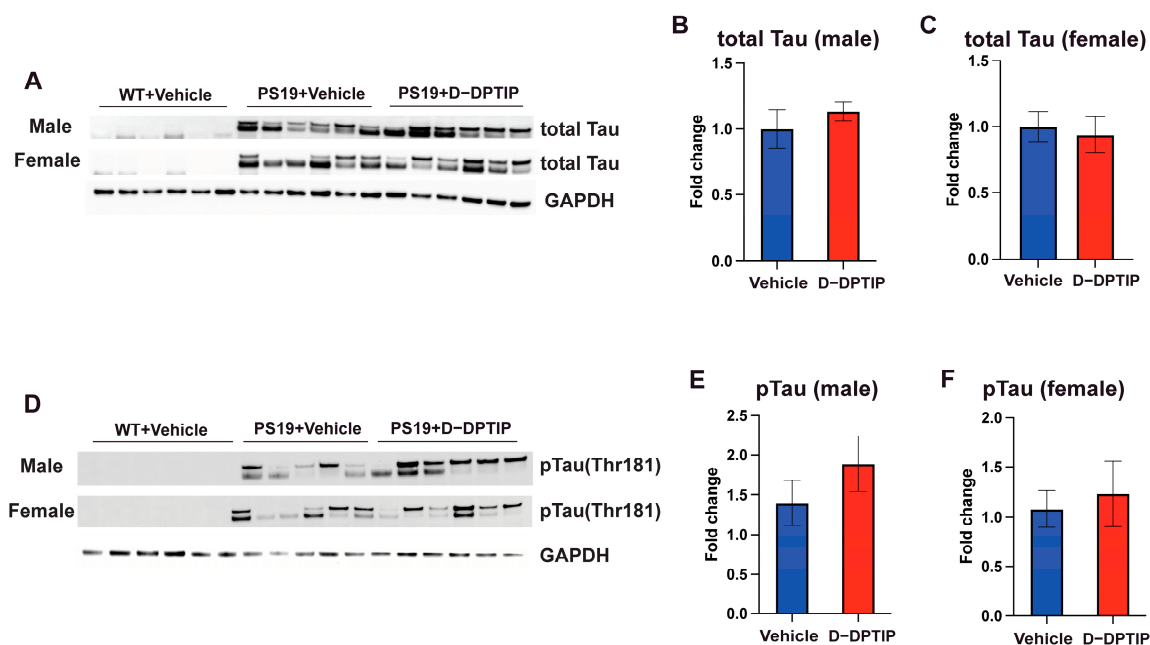 A
WT+Vehicle PS19+Vehicle PS19+D−DPTIP
Male total Tau
Female total Tau
GAPDH
B
total Tau (male)
Fold change
1.5
1.0
0.5
0.0
Vehicle D−DPTIP
C
total Tau (female)
Fold change
1.5
1.0
0.5
0.0
Vehicle D−DPTIP
D
WT+Vehicle PS19+Vehicle PS19+D−DPTIP
Male pTau(Thr181)
Female pTau(Thr181)
GAPDH
E
pTau (male)
Fold change
2.5
2.0
1.5
1.0
0.5
0.0
Vehicle D−DPTIP
F
pTau (female)
Fold change
2.0
1.5
1.0
0.5
0.0
Vehicle D−DPTIP